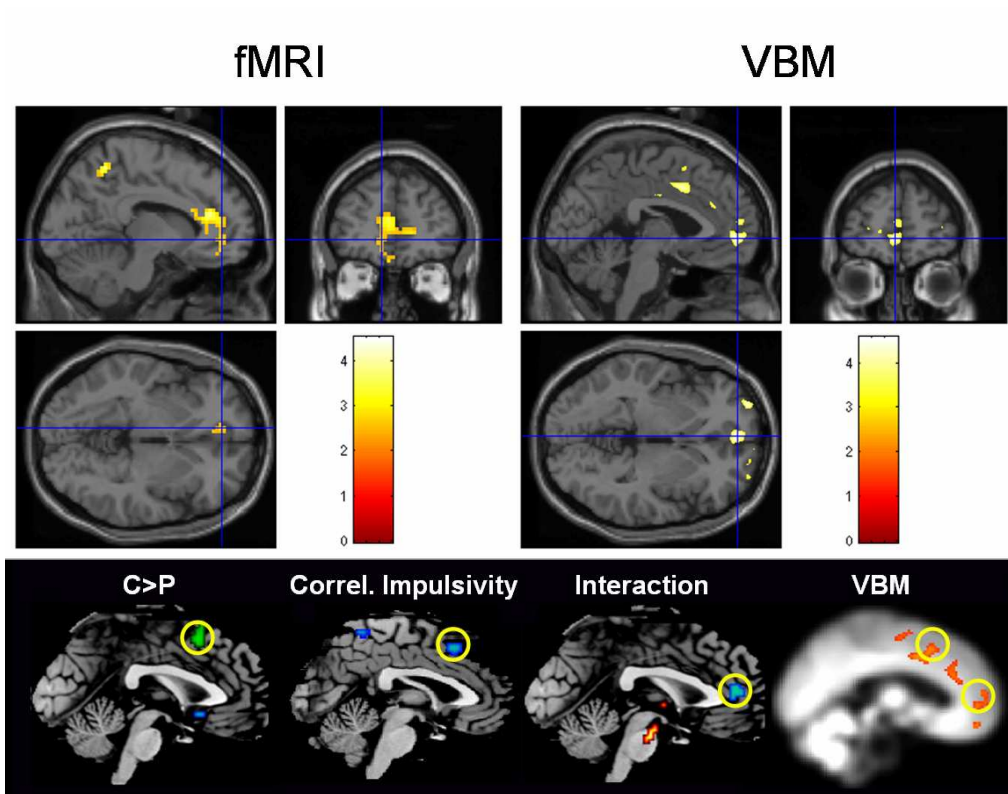 fMRI VBM
4 4
3 3
2 2
1 1
0 0
C>P Correl. Impulsivity Interaction VBM